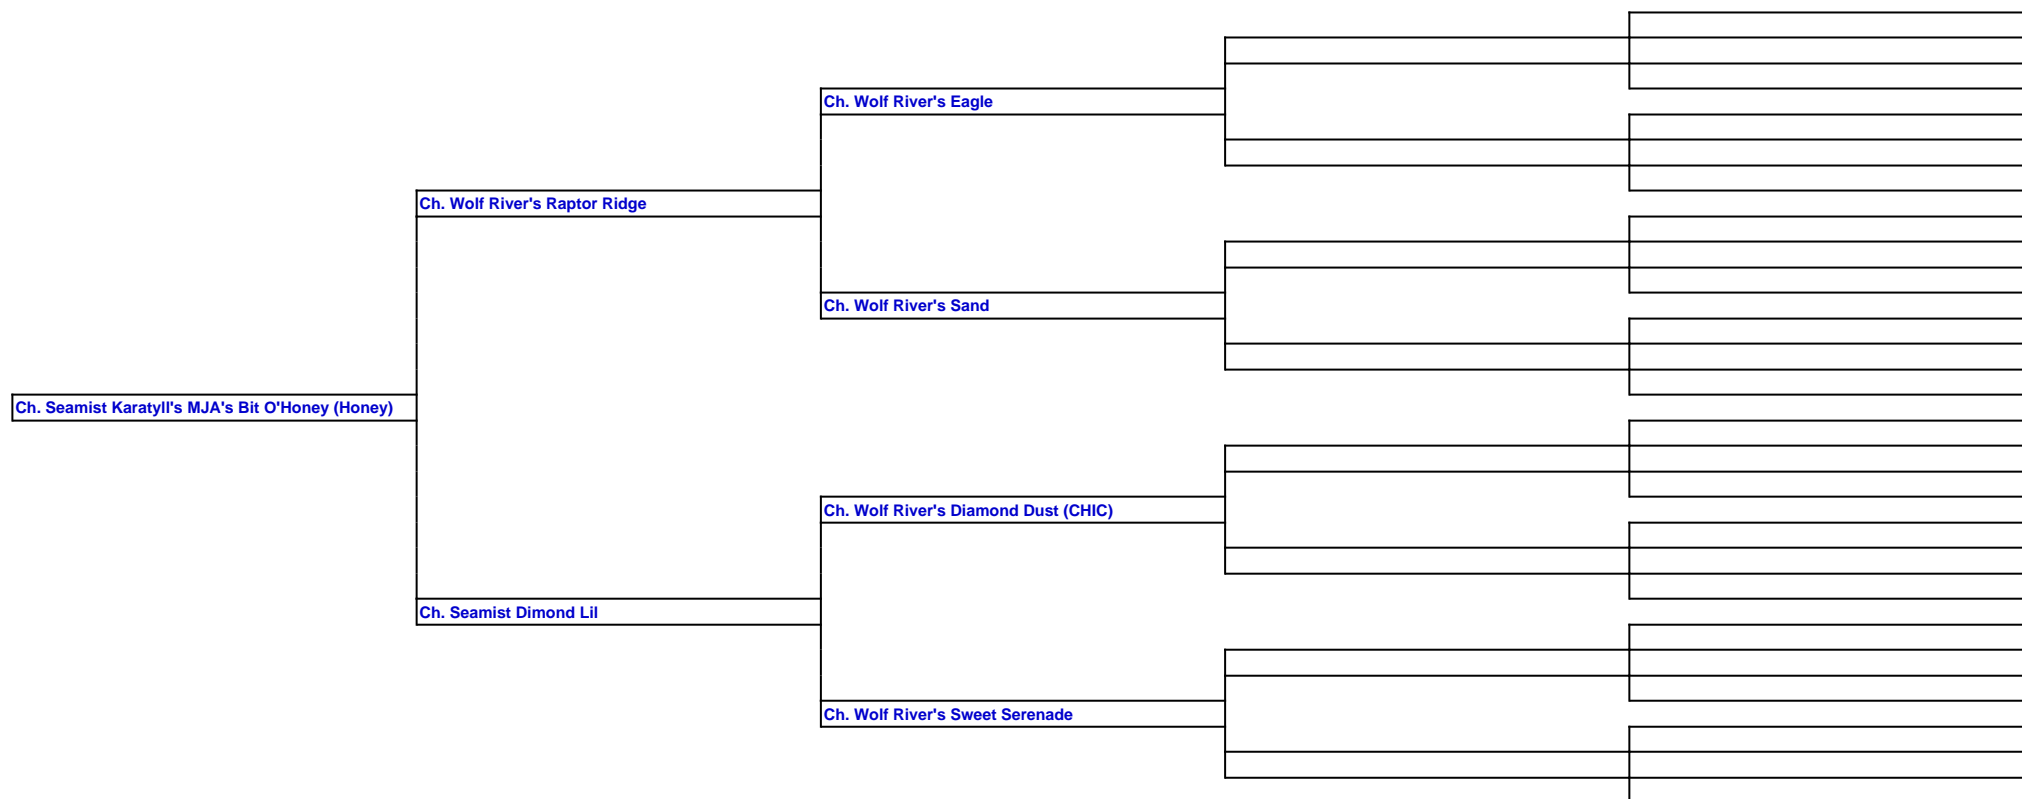 Ch. Wolf River's Eagle
Ch. Wolf River's Raptor Ridge
Ch. Wolf River's Sand
Ch. Seamist Karatyll's MJA's Bit O'Honey (Honey)
Ch. Wolf River's Diamond Dust (CHIC)
Ch. Seamist Dimond Lil
Ch. Wolf River's Sweet Serenade